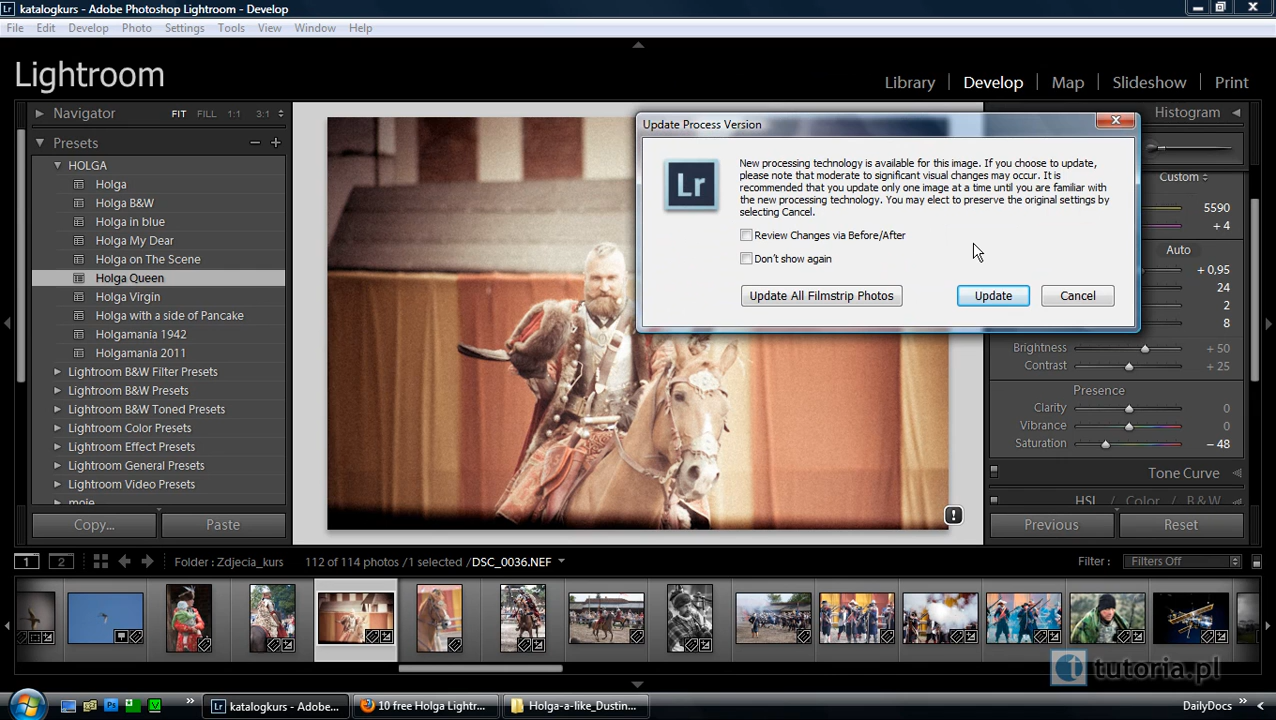 katalogkurs - Adobe Photoshop Lightroom - Develop
File Edit Develop Photo Settings Tools View Window Help
Lightroom
Library Develop Map Slideshow Print
Navigator FIT FILL 1:1 3:1
Histogram
Presets
HOLGA
Holga
Holga B&W
Holga in blue
Holga My Dear
Holga on The Scene
Holga Queen
Holga Virgin
Holga with a side of Pancake
Holgamania 1942
Holgamania 2011
Lightroom B&W Filter Presets
Lightroom B&W Presets
Lightroom B&W Toned Presets
Lightroom Color Presets
Lightroom Effect Presets
Lightroom General Presets
Lightroom Video Presets
moje
Copy... Paste
Update Process Version
Lr
New processing technology is available for this image. If you choose to update,
please note that moderate to significant visual changes may occur. It is
recommended that you update only one image at a time until you are familiar with
the new processing technology. You may elect to preserve the original settings by
selecting Cancel.
Review Changes via Before/After
Don't show again
Update All Filmstrip Photos Update Cancel
Custom
5590
+ 4
Auto
+ 0,95
24
2
8
Brightness + 50
Contrast + 25
Presence
Clarity 0
Vibrance 0
Saturation – 48
Tone Curve
HSL / Color / B & W
Previous Reset
1 2 Folder : Zdjecia_kurs 112 of 114 photos / 1 selected / DSC_0036.NEF Filter : Filters Off
tutoria.pl
katalogkurs - Adobe... 10 free Holga Lightr... Holga-a-like_Dustin... DailyDocs